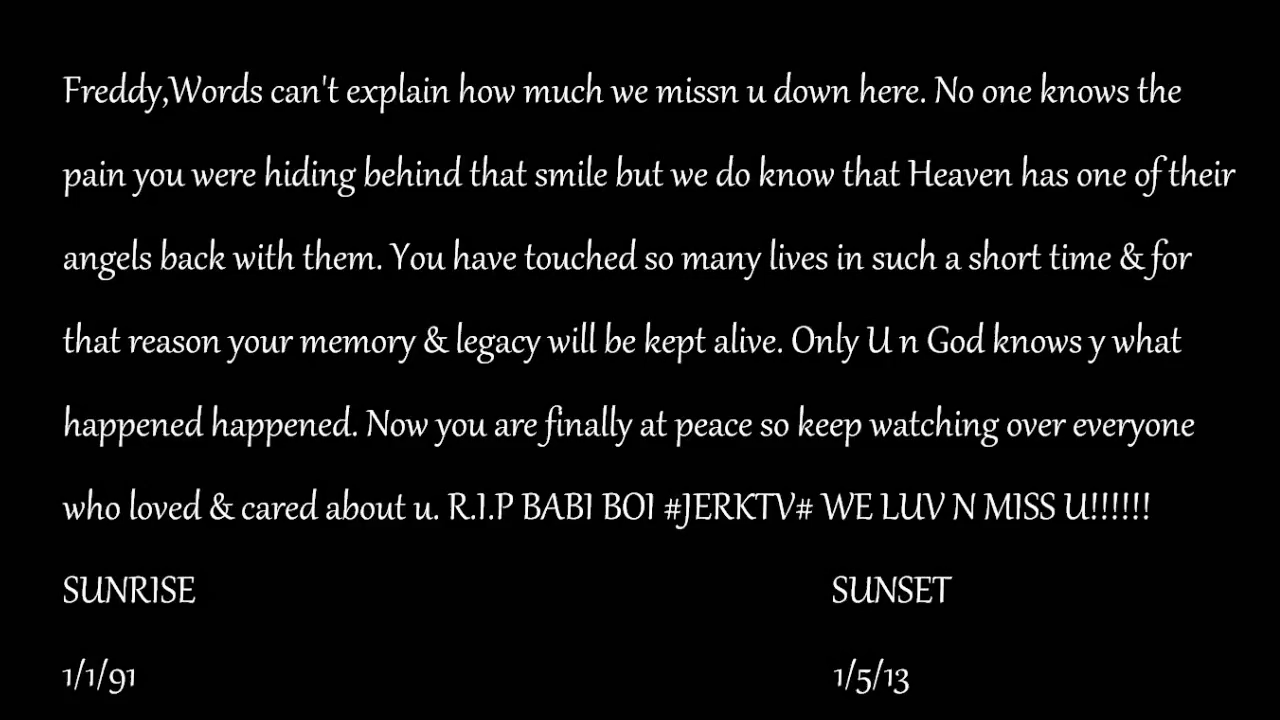 Freddy,Words can't explain how much we missn u down here. No one knows the
pain you were hiding behind that smile but we do know that Heaven has one of their
angels back with them. You have touched so many lives in such a short time & for
that reason your memory & legacy will be kept alive. Only U n God knows y what
happened happened. Now you are finally at peace so keep watching over everyone
who loved & cared about u. R.I.P BABI BOI #JERKTV# WE LUV N MISS U!!!!!!
SUNRISE SUNSET
1/1/91 1/5/13